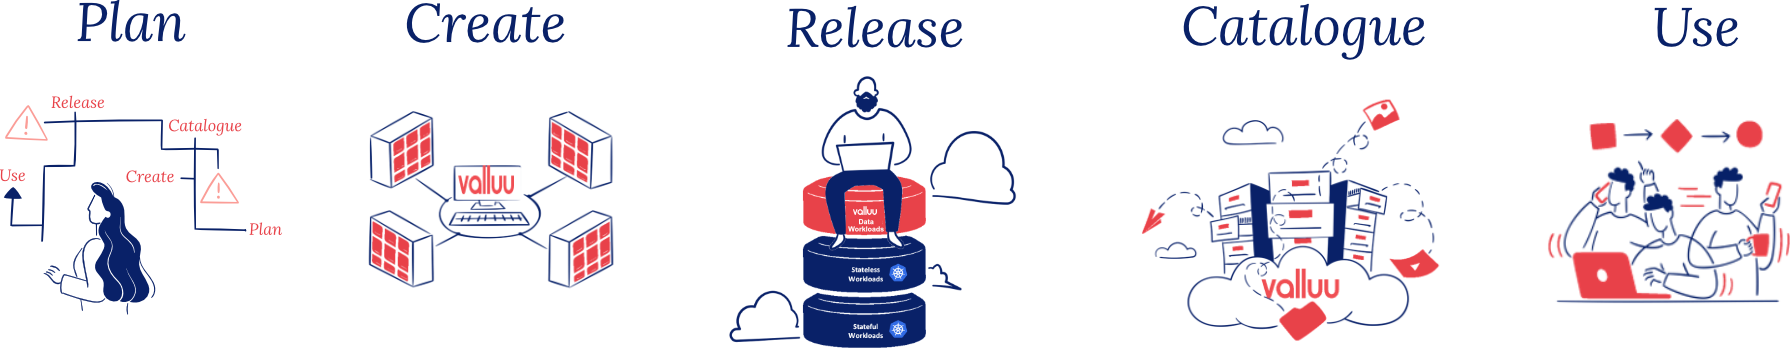 Plan
Create
Release
Catalogue
Use
Release
Catalogue
Use
Create
Plan
!
!
valluu
valluu
Data
Workloads
Stateless
Workloads
Stateful
Workloads
valluu